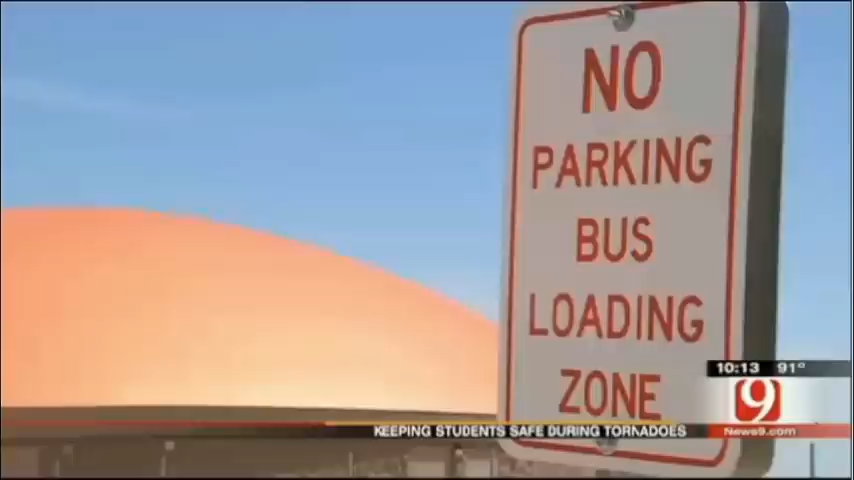 NO
PARKING
BUS
LOADING
ZONE
10:13 91°
9
KEEPING STUDENTS SAFE DURING TORNADOES
News9.com